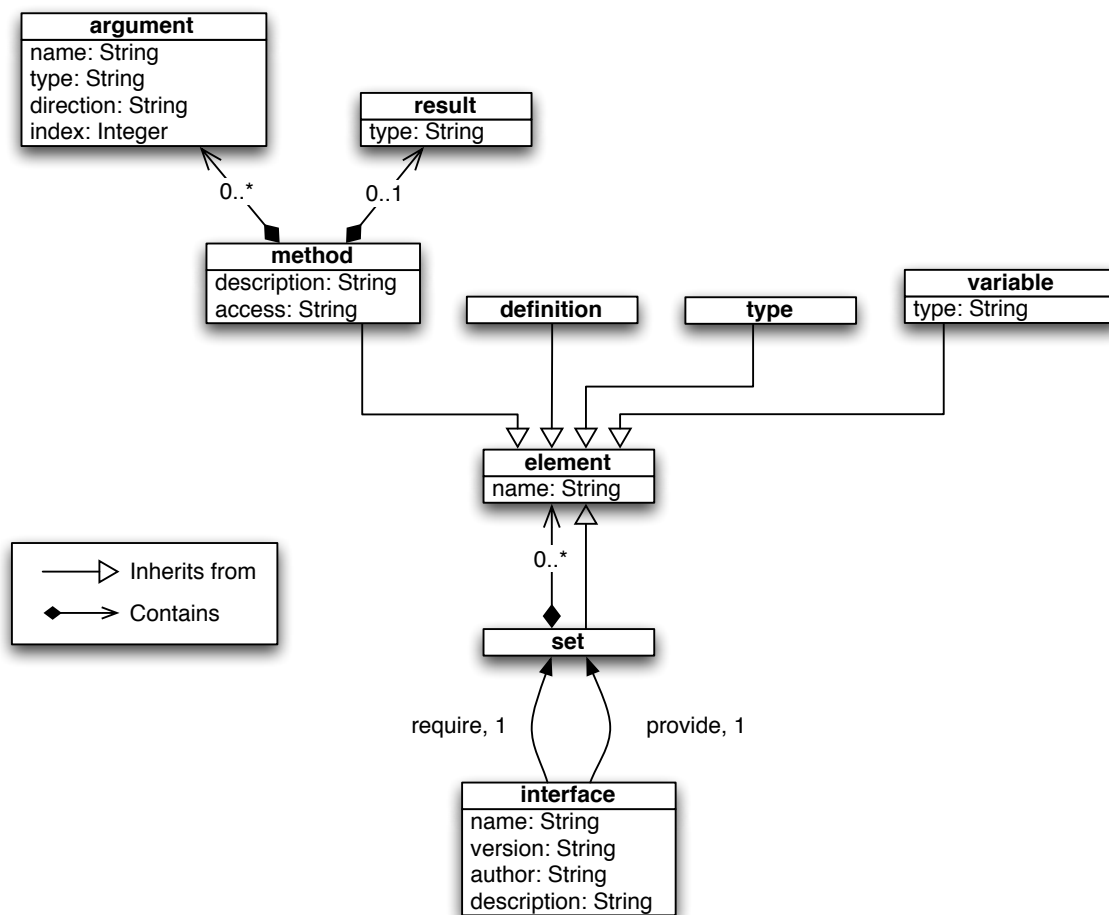 argument
name: String
type: String
direction: String
index: Integer
result
type: String
0..*
0..1
method
description: String
access: String
definition
type
variable
type: String
element
name: String
0..*
Inherits from
Contains
set
require, 1
provide, 1
interface
name: String
version: String
author: String
description: String